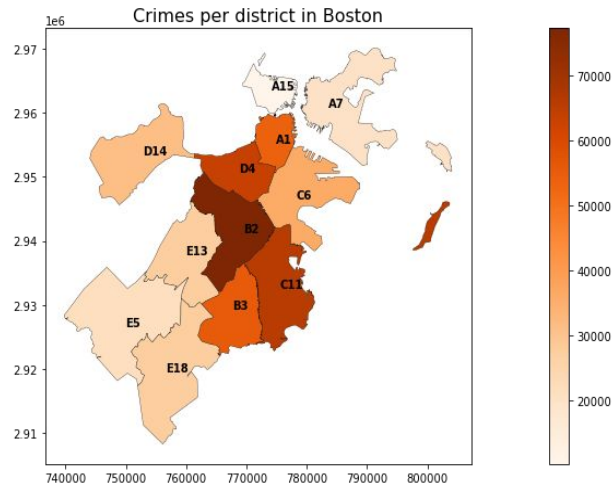 Crimes per district in Boston
1e6
2.97
2.96
2.95
2.94
2.93
2.92
2.91
A15
A7
A1
D14
D4
C6
B2
E13
C11
B3
E5
E18
740000 750000 760000 770000 780000 790000 800000
70000
60000
50000
40000
30000
20000